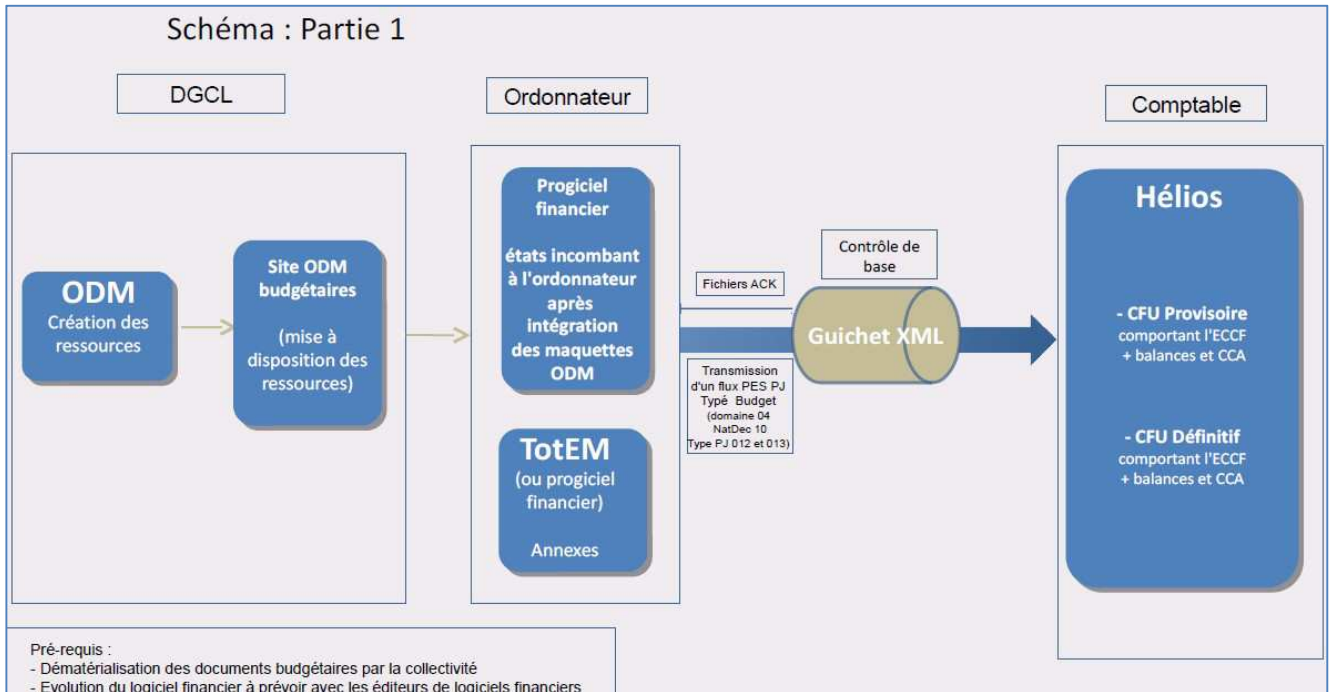 Schéma : Partie 1
DGCL
Ordonnateur
Comptable
ODM
Création des
ressources
Site ODM
budgétaires
(mise à
disposition des
ressources)
Progiciel
financier
états incombant
à l'ordonnateur
après
intégration
des maquettes
ODM
TotEM
(ou progiciel
financier)
Annexes
Fichiers ACK
Transmission
d'un flux PES PJ
Typé Budget
(domaine 04
NatDec 10
Type PJ 012 et 013)
Contrôle de
base
Guichet XML
Hélios
- CFU Provisoire
comportant l'ECCF
+ balances et CCA
- CFU Définitif
comportant l'ECCF
+ balances et CCA
Pré-requis :
- Dématérialisation des documents budgétaires par la collectivité
- Evolution du logiciel financier à prévoir avec les éditeurs de logiciels financiers